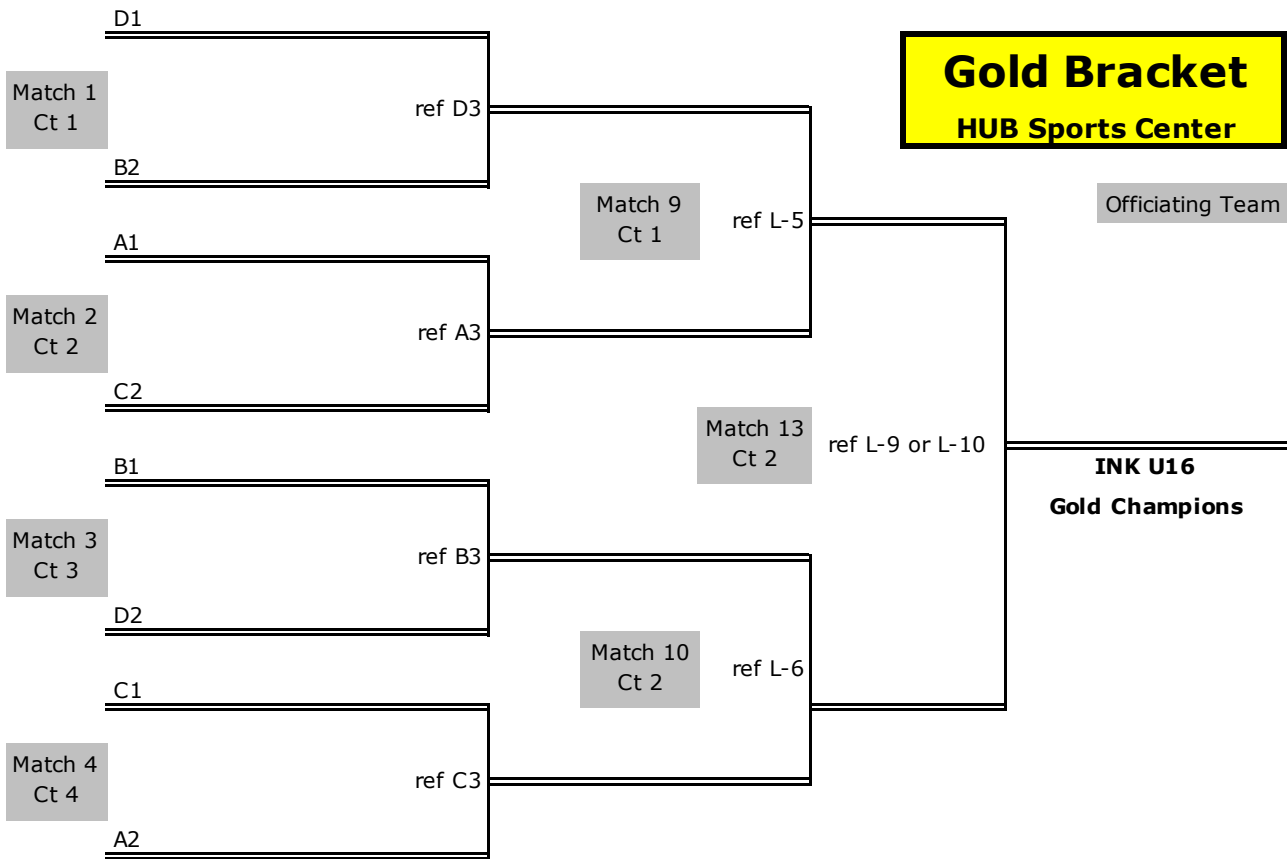 D1
Gold Bracket
HUB Sports Center
Match 1
Ct 1
ref D3
B2
Match 9
Ct 1
ref L-5
Officiating Team
A1
Match 2
Ct 2
ref A3
C2
Match 13
Ct 2
ref L-9 or L-10
B1
INK U16
Gold Champions
Match 3
Ct 3
ref B3
D2
Match 10
Ct 2
ref L-6
C1
Match 4
Ct 4
ref C3
A2